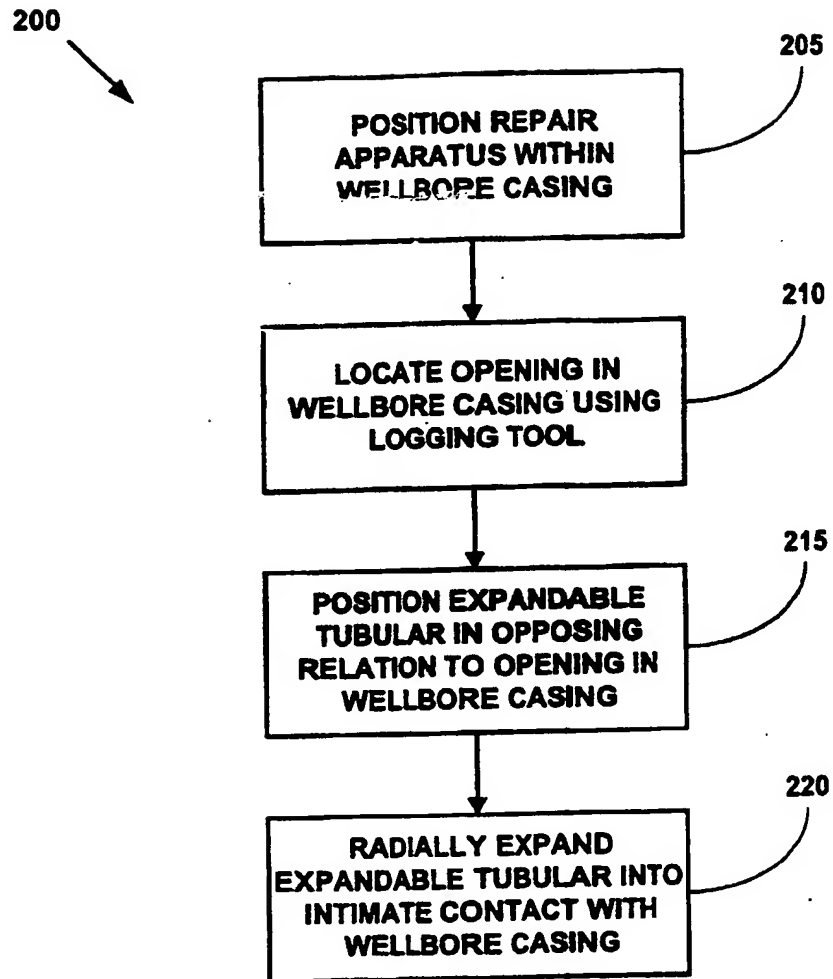 200
205
POSITION REPAIR
APPARATUS WITHIN
WELLBORE CASING
210
LOCATE OPENING IN
WELLBORE CASING USING
LOGGING TOOL
215
POSITION EXPANDABLE
TUBULAR IN OPPOSING
RELATION TO OPENING IN
WELLBORE CASING
220
RADIALLY EXPAND
EXPANDABLE TUBULAR INTO
INTIMATE CONTACT WITH
WELLBORE CASING